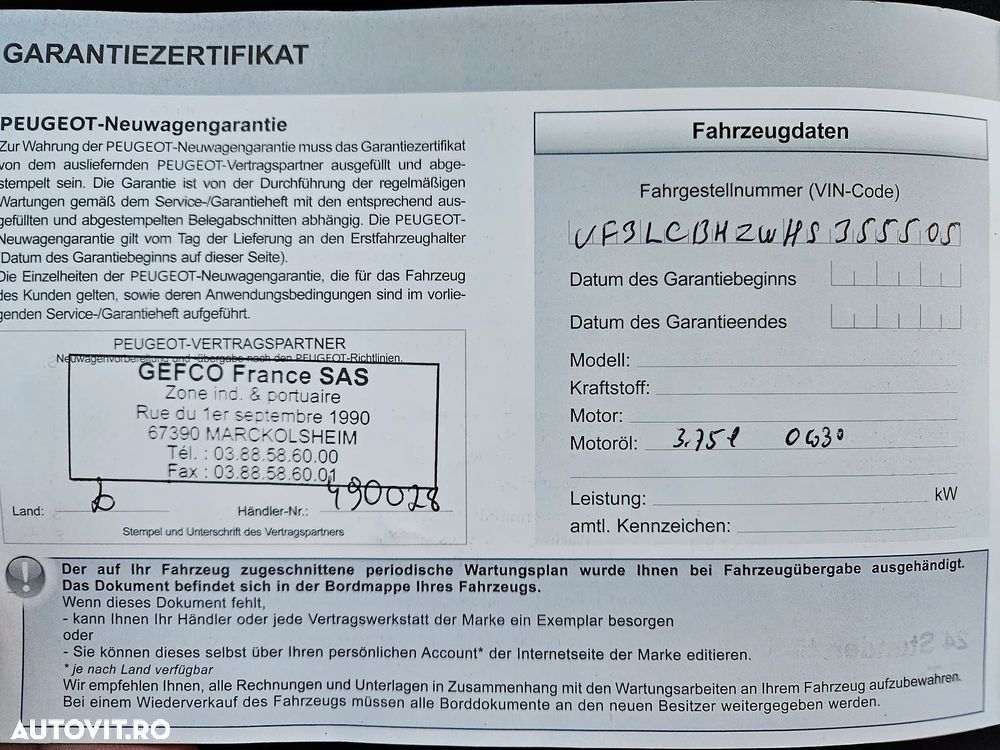 GARANTIEZERTIFIKAT
PEUGEOT-Neuwagengarantie
Zur Wahrung der PEUGEOT-Neuwagengarantie muss das Garantiezertifikat
von dem ausliefernden PEUGEOT-Vertragspartner ausgefüllt und abge-
stempelt sein. Die Garantie ist von der Durchführung der regelmäßigen
Wartungen gemäß dem Service-/Garantieheft mit den entsprechend aus-
gefüllten und abgestempelten Belegabschnitten abhängig. Die PEUGEOT-
Neuwagengarantie gilt vom Tag der Lieferung an den Erstfahrzeughalter
(Datum des Garantiebeginns auf dieser Seite).
Die Einzelheiten der PEUGEOT-Neuwagengarantie, die für das Fahrzeug
des Kunden gelten, sowie deren Anwendungsbedingungen sind im vorlie-
genden Service-/Garantieheft aufgeführt.
PEUGEOT-VERTRAGSPARTNER
Neuwagenvorbereitung und -übergabe nach den PEUGEOT-Richtlinien.
GEFCO France SAS
Zone ind. & portuaire
Rue du 1er septembre 1990
67390 MARCKOLSHEIM
Tél. : 03.88.58.60.00
Fax : 03.88.58.60.01
Land: D Händler-Nr.: 490028
Stempel und Unterschrift des Vertragspartners
Fahrzeugdaten
Fahrgestellnummer (VIN-Code)
VF3LCBHZWHS355505
Datum des Garantiebeginns
Datum des Garantieendes
Modell:
Kraftstoff:
Motor:
Motoröl: 3.75l 0W30
Leistung: kW
amtl. Kennzeichen:
Der auf Ihr Fahrzeug zugeschnittene periodische Wartungsplan wurde Ihnen bei Fahrzeugübergabe ausgehändigt.
Das Dokument befindet sich in der Bordmappe Ihres Fahrzeugs.
Wenn dieses Dokument fehlt,
- kann Ihnen Ihr Händler oder jede Vertragswerkstatt der Marke ein Exemplar besorgen
oder
- Sie können dieses selbst über Ihren persönlichen Account* der Internetseite der Marke editieren.
* je nach Land verfügbar
Wir empfehlen Ihnen, alle Rechnungen und Unterlagen in Zusammenhang mit den Wartungsarbeiten an Ihrem Fahrzeug aufzubewahren.
Bei einem Wiederverkauf des Fahrzeugs müssen alle Borddokumente an den neuen Besitzer weitergegeben werden.
AUTOVIT.RO